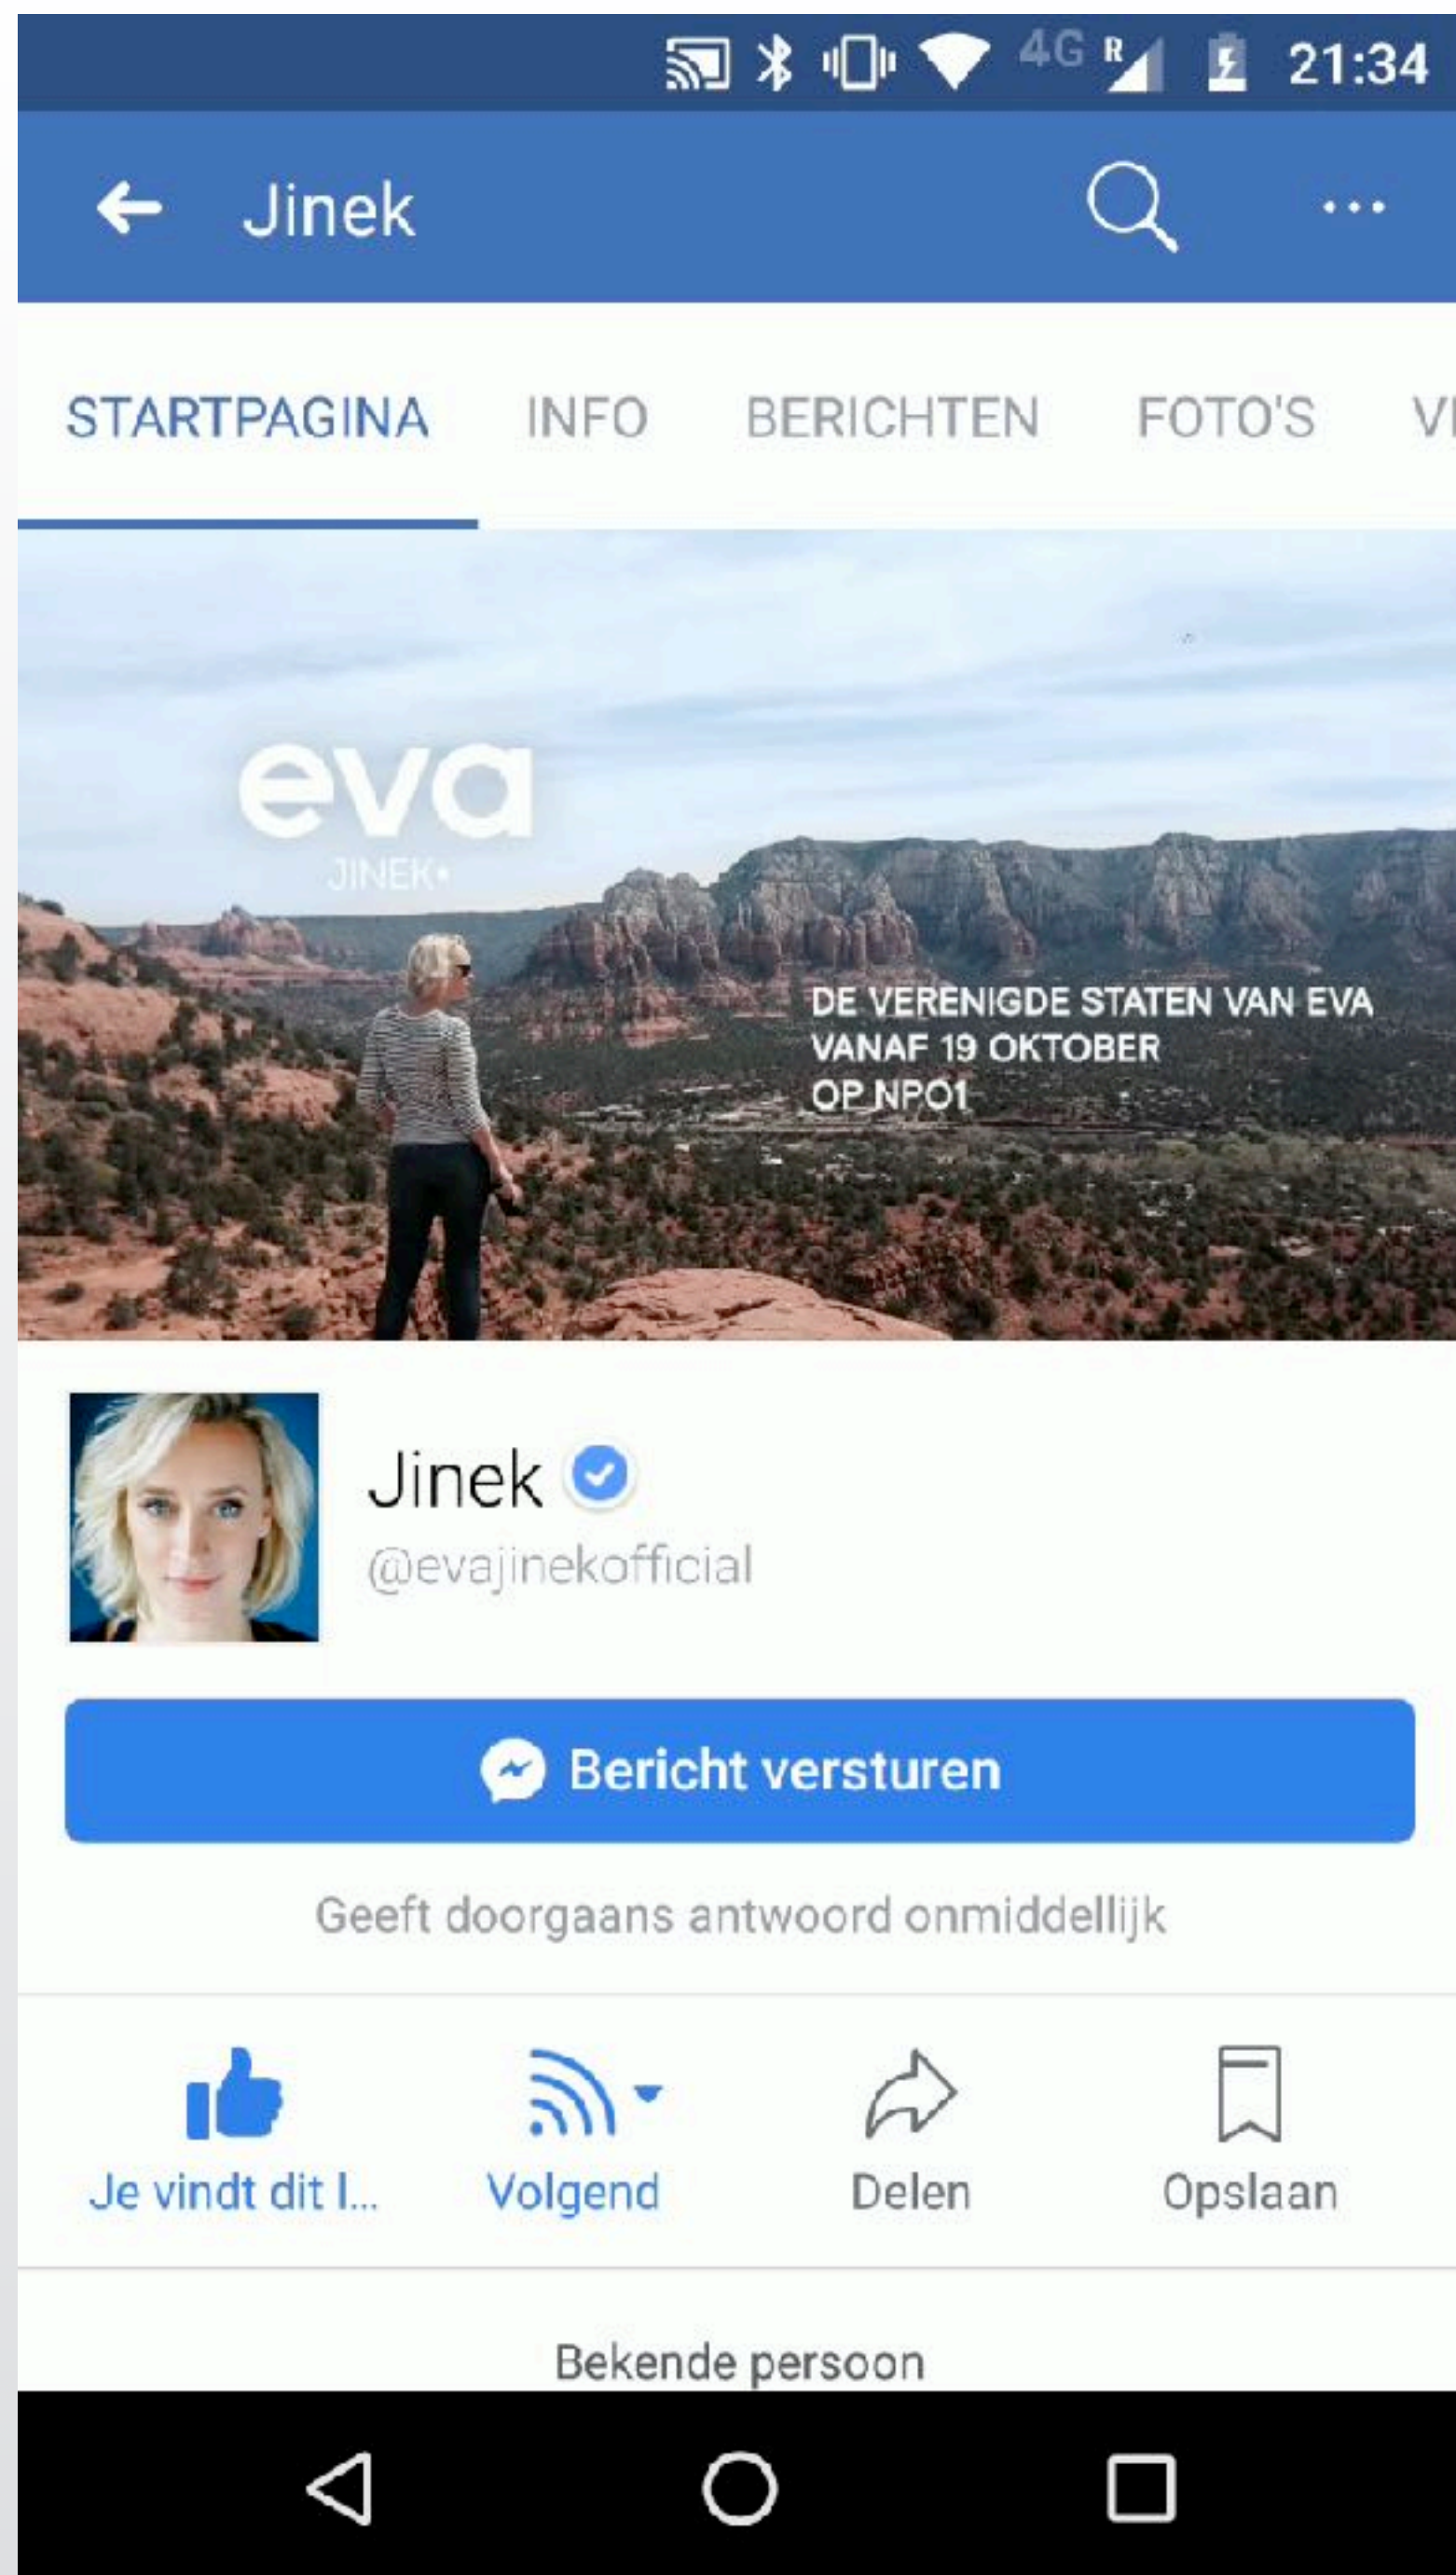 4G R 21:34
Jinek
STARTPAGINA INFO BERICHTEN FOTO'S
eva
JINEK•
DE VERENIGDE STATEN VAN EVA
VANAF 19 OKTOBER
OP NPO1
Jinek
@evajinekofficial
Bericht versturen
Geeft doorgaans antwoord onmiddellijk
Je vindt dit l... Volgend Delen Opslaan
Bekende persoon